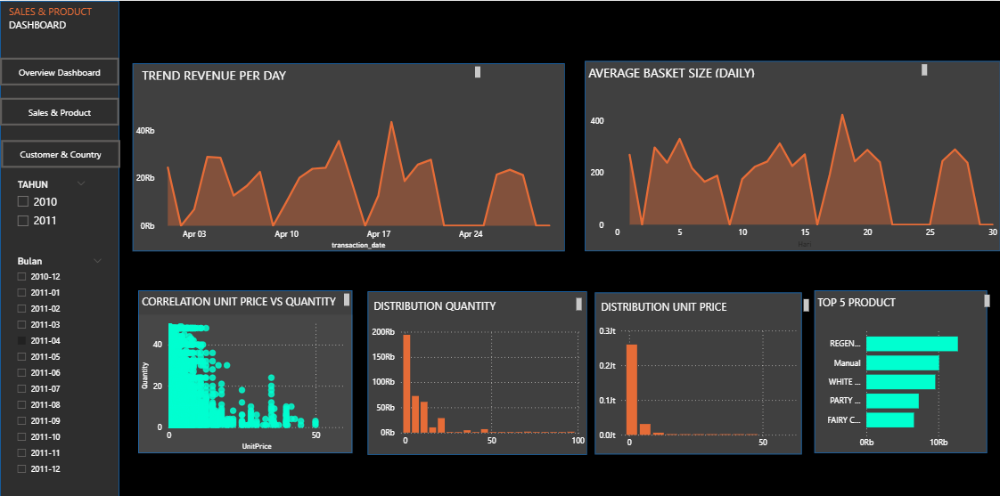 SALES & PRODUCT
DASHBOARD
Overview Dashboard
Sales & Product
Customer & Country
TAHUN
2010
2011
Bulan
2010-12
2011-01
2011-02
2011-03
2011-04
2011-05
2011-06
2011-07
2011-08
2011-09
2011-10
2011-11
2011-12
TREND REVENUE PER DAY
40Rb
20Rb
0Rb
Apr 03 Apr 10 Apr 17 Apr 24
transaction_date
AVERAGE BASKET SIZE (DAILY)
400
200
0
0 5 10 15 20 25 30
Hari
CORRELATION UNIT PRICE VS QUANTITY
Quantity
40
20
0
0 50
UnitPrice
DISTRIBUTION QUANTITY
200Rb
150Rb
100Rb
50Rb
0Rb
0 50 100
DISTRIBUTION UNIT PRICE
0.3Jt
0.2Jt
0.1Jt
0.0Jt
0 50
TOP 5 PRODUCT
REGEN...
Manual
WHITE ...
PARTY ...
FAIRY C...
0Rb 10Rb